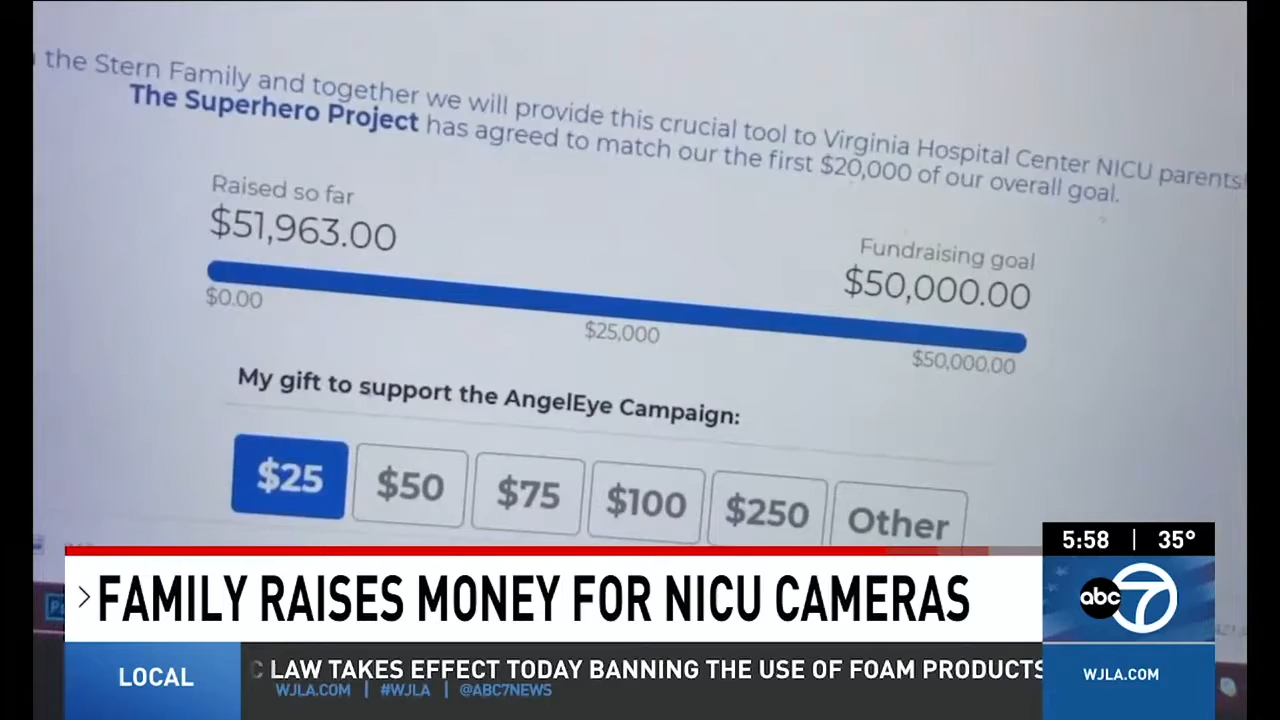 the Stern Family and together we will provide this crucial tool to Virginia Hospital Center NICU parents!
The Superhero Project has agreed to match our the first $20,000 of our overall goal.
Raised so far
$51,963.00
Fundraising goal
$50,000.00
$0.00
$25,000
$50,000.00
My gift to support the AngelEye Campaign:
$25
$50
$75
$100
$250
Other
5:58 | 35°
> FAMILY RAISES MONEY FOR NICU CAMERAS
abc 7
LOCAL
C LAW TAKES EFFECT TODAY BANNING THE USE OF FOAM PRODUCTS
WJLA.COM | #WJLA | @ABC7NEWS
WJLA.COM